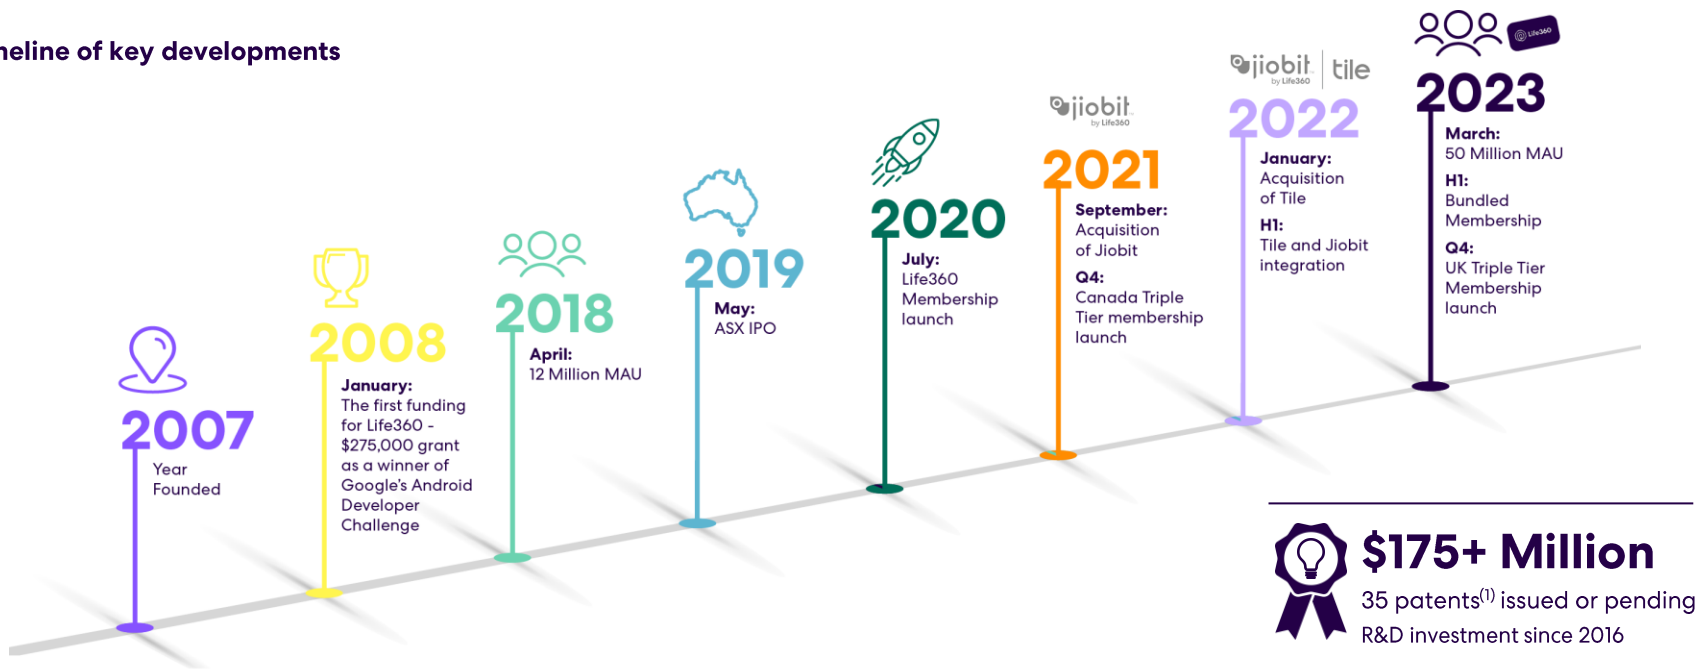 neline of key developments
2007
Year
Founded
2008
January:
The first funding
for Life360 -
$275,000 grant
as a winner of
Google's Android
Developer
Challenge
2018
April:
12 Million MAU
2019
May:
ASX IPO
2020
July:
Life360
Membership
launch
jiobit
by Life360
2021
September:
Acquisition
of Jiobit
Q4:
Canada Triple
Tier membership
launch
jiobit
by Life360
tile
2022
January:
Acquisition
of Tile
H1:
Tile and Jiobit
integration
Life360
2023
March:
50 Million MAU
H1:
Bundled
Membership
Q4:
UK Triple Tier
Membership
launch
$175+ Million
35 patents(1) issued or pending
R&D investment since 2016